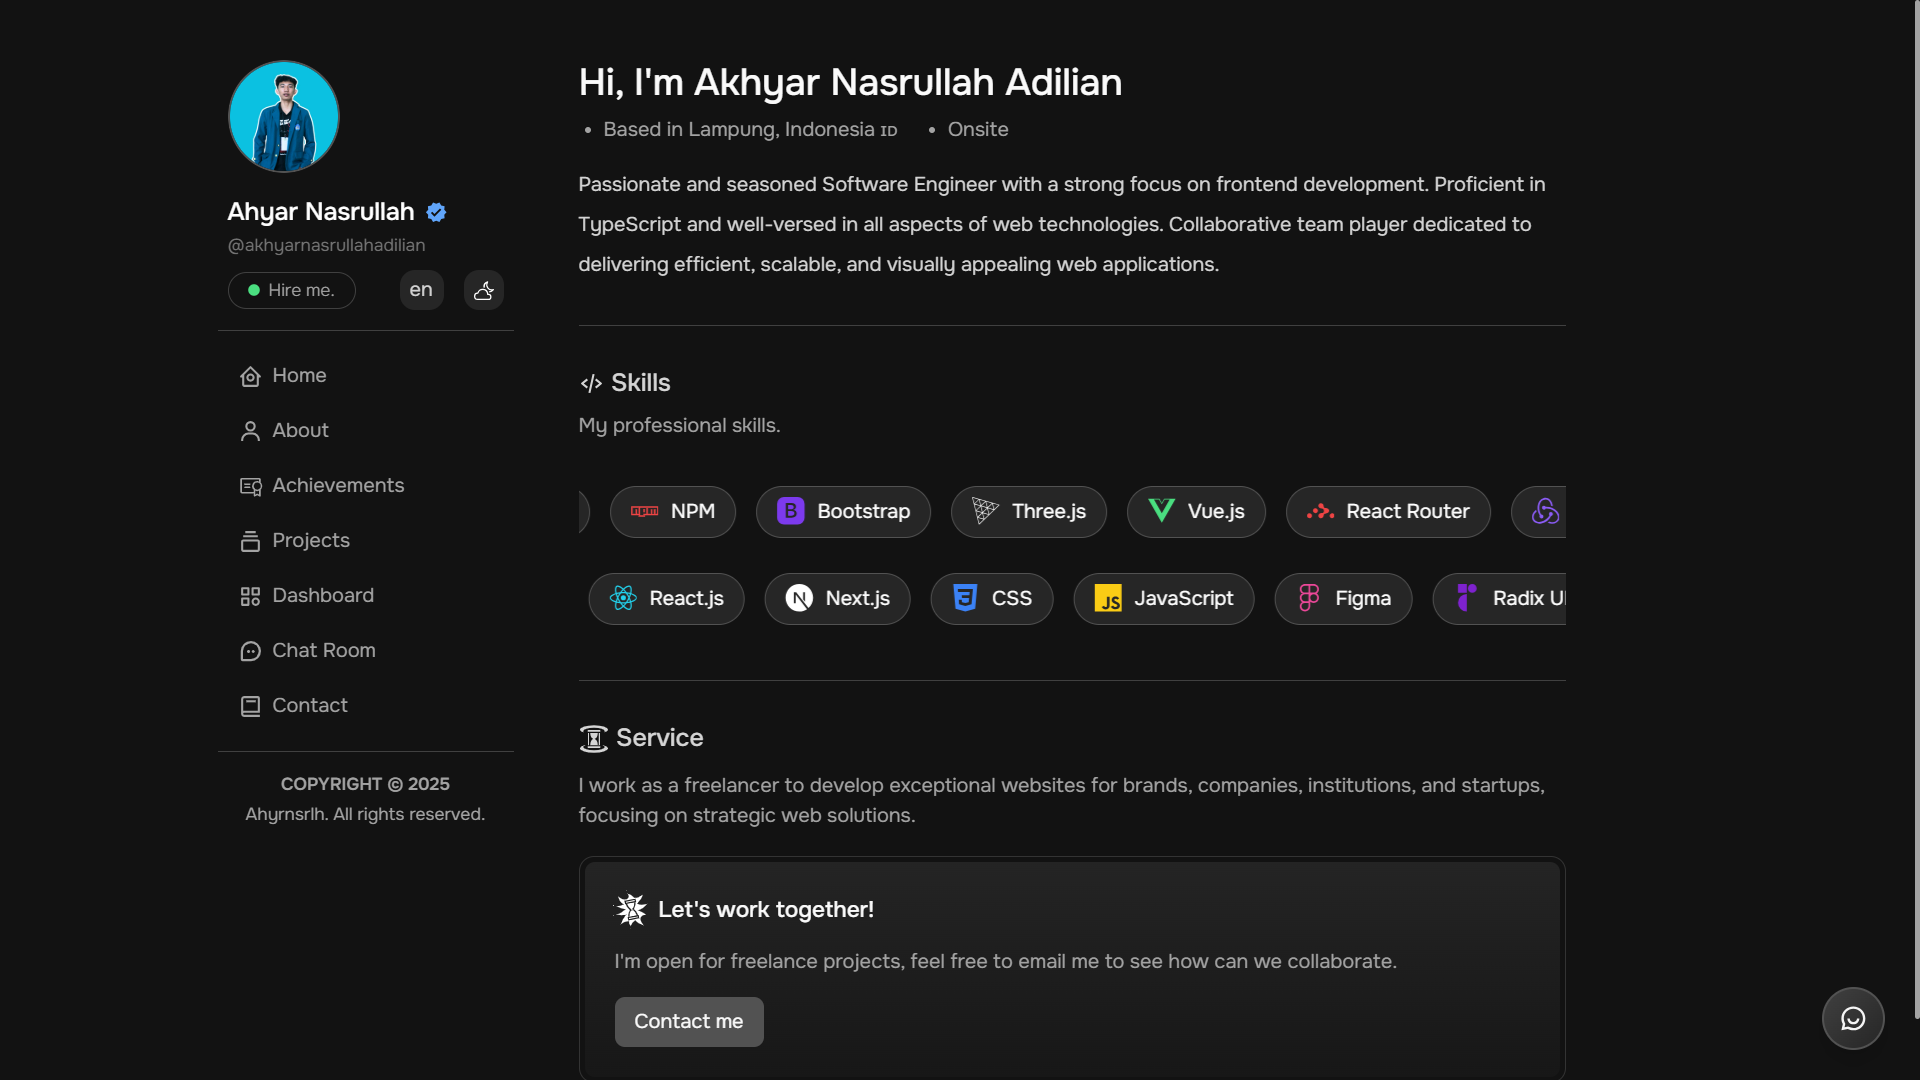 Ahyar Nasrullah
@akhyarnasrullahadilian
Hire me.
en
Home
About
Achievements
Projects
Dashboard
Chat Room
Contact
COPYRIGHT © 2025
Ahyrnsrlh. All rights reserved.
Hi, I'm Akhyar Nasrullah Adilian
• Based in Lampung, Indonesia ID • Onsite
Passionate and seasoned Software Engineer with a strong focus on frontend development. Proficient in
TypeScript and well-versed in all aspects of web technologies. Collaborative team player dedicated to
delivering efficient, scalable, and visually appealing web applications.
Skills
My professional skills.
NPM Bootstrap Three.js Vue.js React Router
React.js Next.js CSS JavaScript Figma Radix UI
Service
I work as a freelancer to develop exceptional websites for brands, companies, institutions, and startups,
focusing on strategic web solutions.
Let's work together!
I'm open for freelance projects, feel free to email me to see how can we collaborate.
Contact me